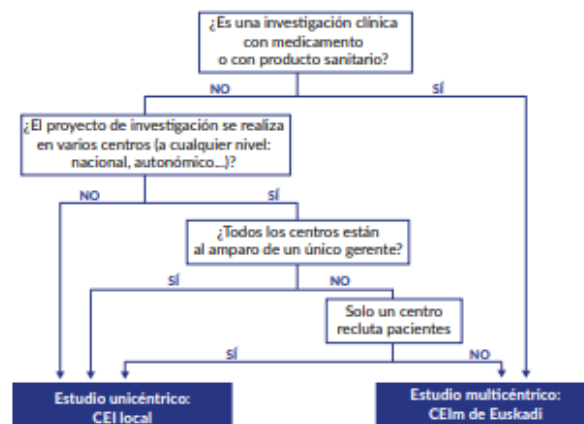 ¿Es una investigación clínica
con medicamento
o con producto sanitario?
NO
SÍ
¿El proyecto de investigación se realiza
en varios centros (a cualquier nivel:
nacional, autonómico...)?
NO
SÍ
¿Todos los centros están
al amparo de un único gerente?
SÍ
NO
Solo un centro
recluta pacientes
SÍ
NO
Estudio unicéntrico:
CEI local
Estudio multicéntrico:
CEIm de Euskadi